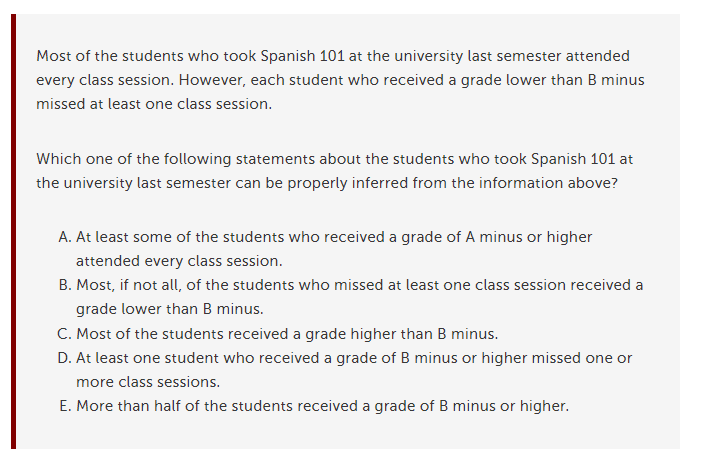 Most of the students who took Spanish 101 at the university last semester attended
every class session. However, each student who received a grade lower than B minus
missed at least one class session.
Which one of the following statements about the students who took Spanish 101 at
the university last semester can be properly inferred from the information above?
A. At least some of the students who received a grade of A minus or higher
attended every class session.
B. Most, if not all, of the students who missed at least one class session received a
grade lower than B minus.
C. Most of the students received a grade higher than B minus.
D. At least one student who received a grade of B minus or higher missed one or
more class sessions.
E. More than half of the students received a grade of B minus or higher.